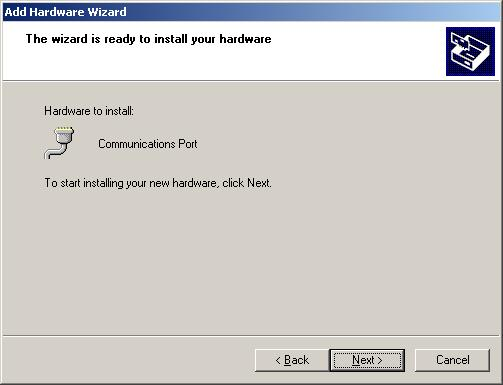 Add Hardware Wizard
The wizard is ready to install your hardware
Hardware to install:
Communications Port
To start installing your new hardware, click Next.
< Back Next > Cancel